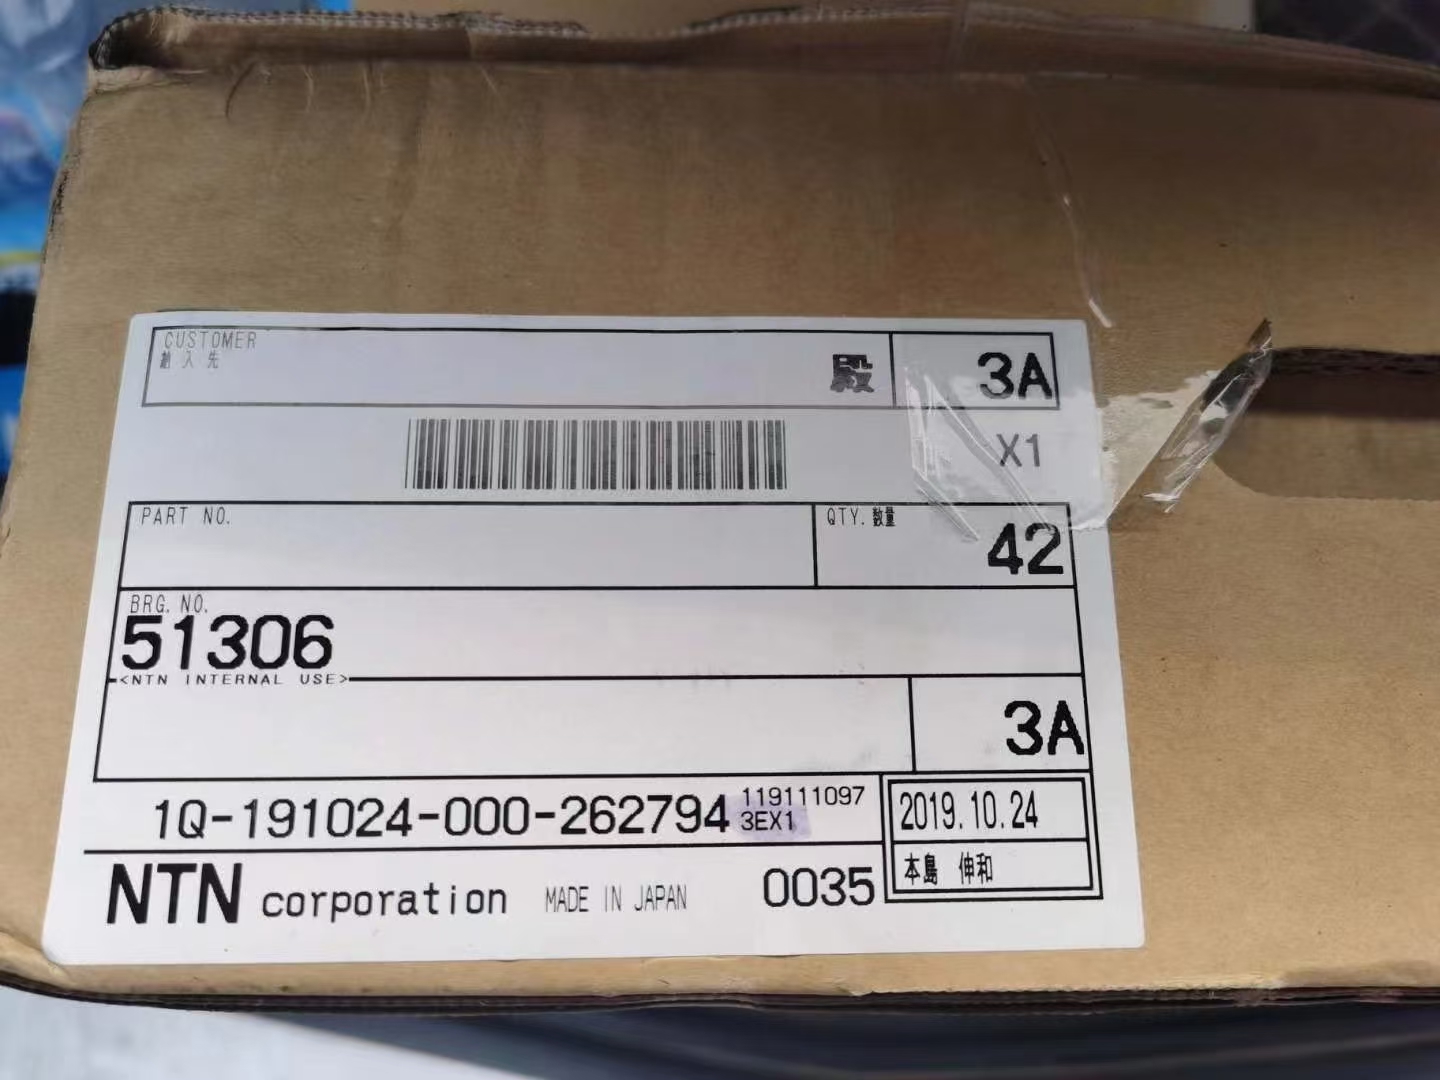 CUSTOMER
納入先
殿
3A
X1
PART NO.
QTY. 数量
42
BRG. NO.
51306
<NTN INTERNAL USE>
3A
1Q-191024-000-262794
119111097
3EX1
2019.10.24
本島 伸和
NTN corporation
MADE IN JAPAN
0035